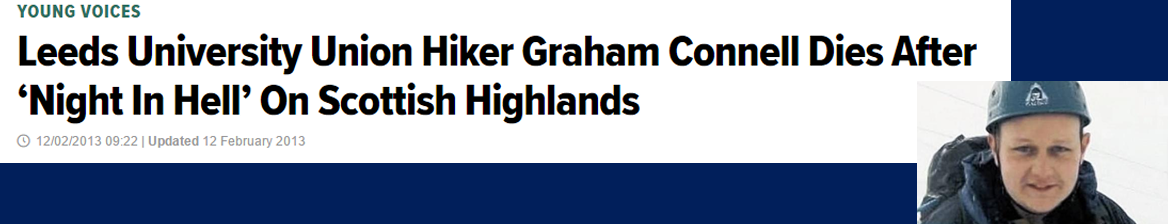 YOUNG VOICES
Leeds University Union Hiker Graham Connell Dies After
‘Night In Hell’ On Scottish Highlands
12/02/2013 09:22 | Updated 12 February 2013